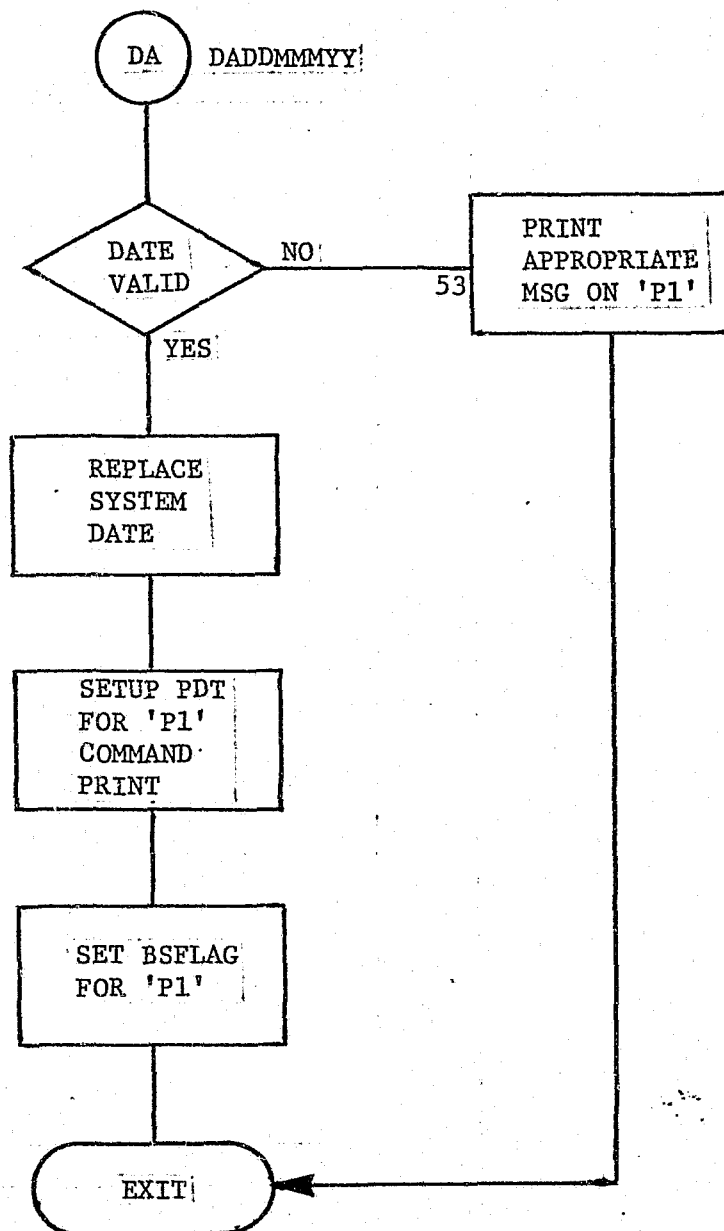 DA DADDMMMYY
DATE
VALID
NO
53
PRINT
APPROPRIATE
MSG ON 'P1'
YES
REPLACE
SYSTEM
DATE
SETUP PDT
FOR 'P1'
COMMAND
PRINT
SET BSFLAG
FOR 'P1'
EXIT